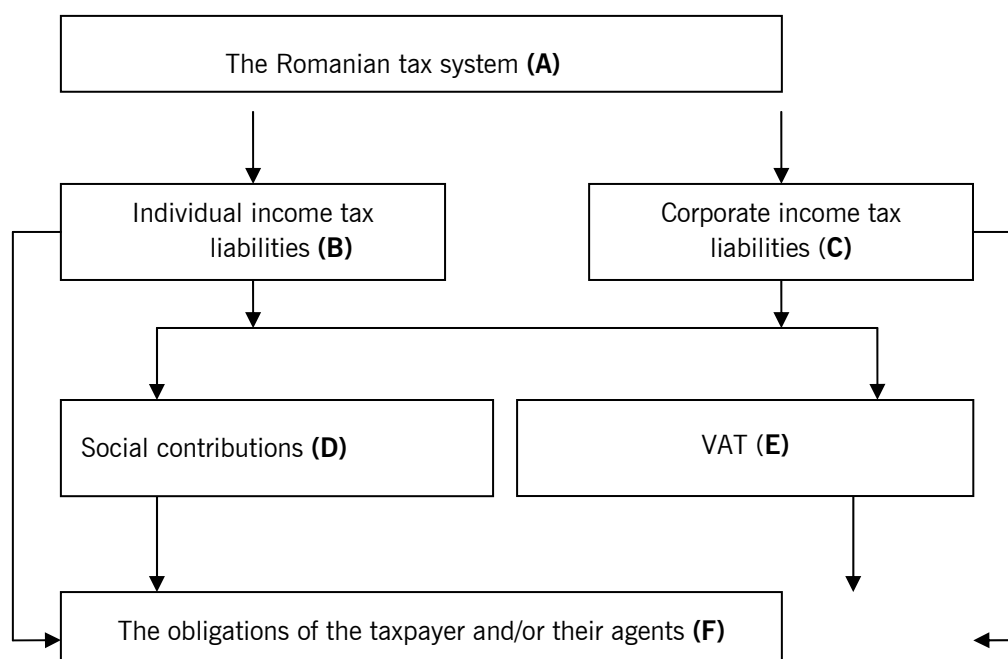 The Romanian tax system (A)
Individual income tax
liabilities (B)
Corporate income tax
liabilities (C)
Social contributions (D)
VAT (E)
The obligations of the taxpayer and/or their agents (F)